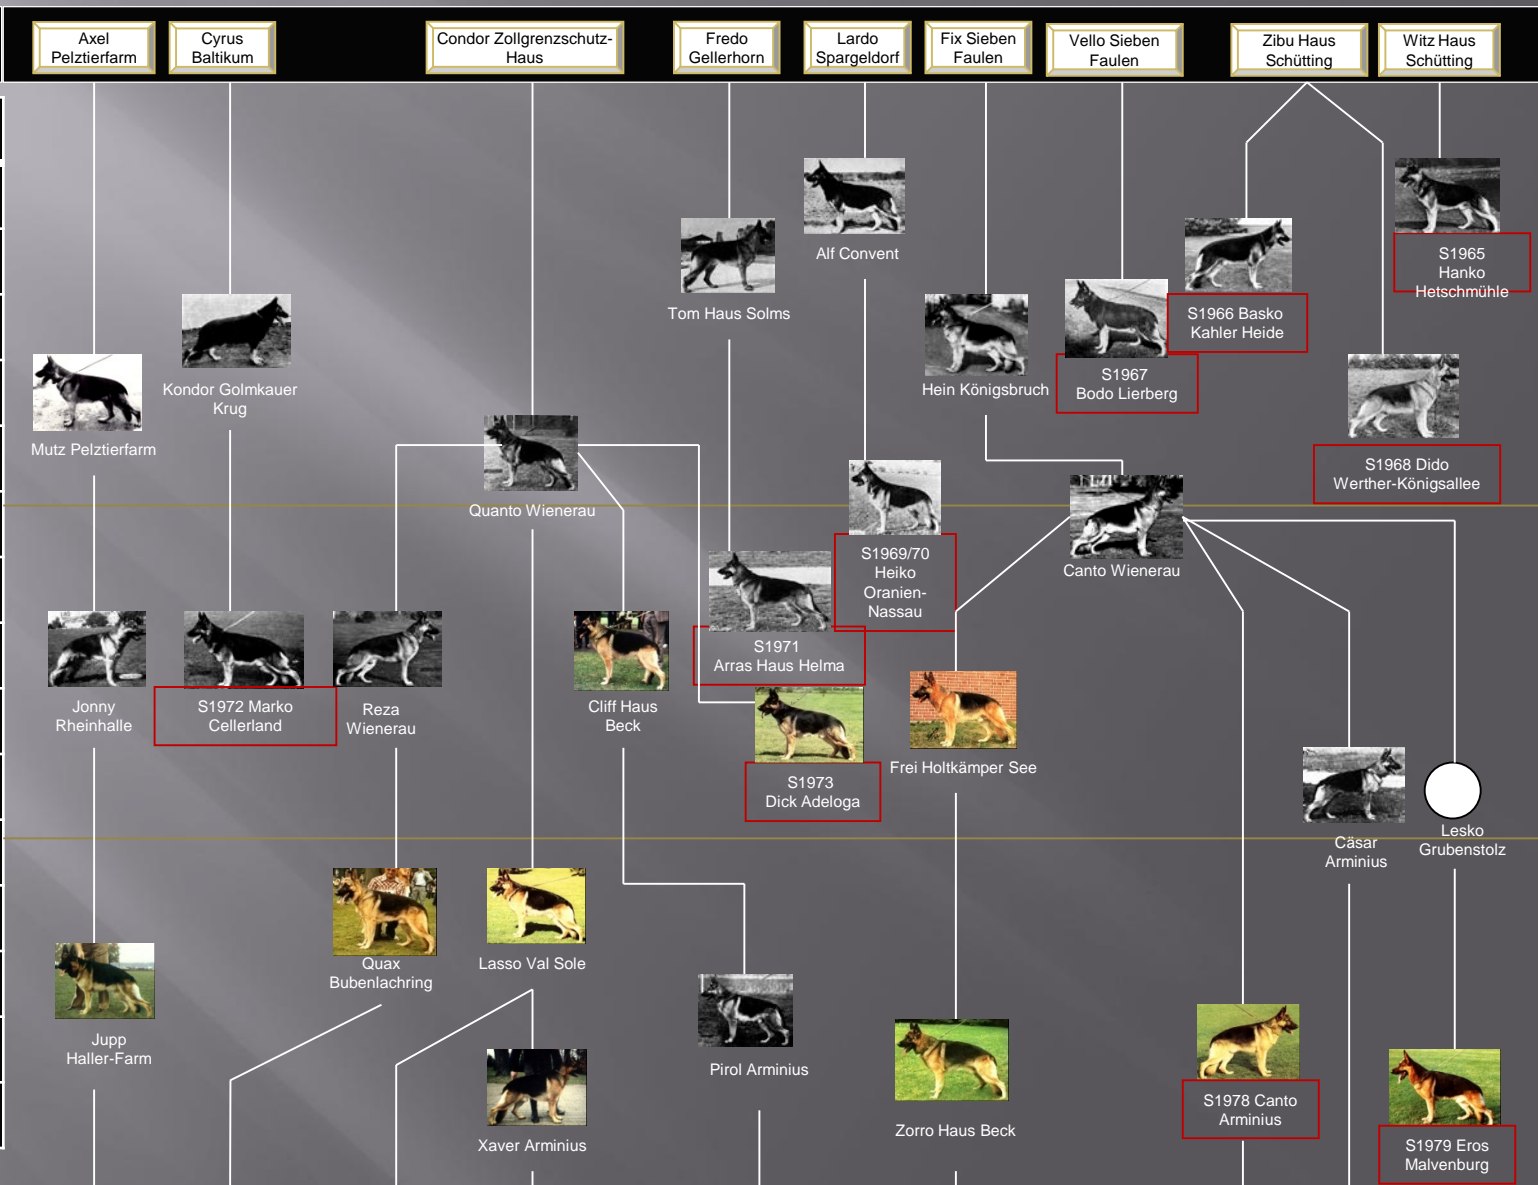 Axel
Pelztierfarm
Cyrus
Baltikum
Condor Zollgrenzschutz-
Haus
Fredo
Gellerhorn
Lardo
Spargeldorf
Fix Sieben
Faulen
Vello Sieben
Faulen
Zibu Haus
Schütting
Witz Haus
Schütting
Alf Convent
S1965
Hanko
Hetschmühle
Tom Haus Solms
S1966 Basko
Kahler Heide
Kondor Golmkauer
Krug
Hein Königsbruch
S1967
Bodo Lierberg
Mutz Pelztierfarm
S1968 Dido
Werther-Königsallee
Quanto Wienerau
S1969/70
Heiko
Oranien-
Nassau
Canto Wienerau
S1971
Arras Haus Helma
Jonny
Rheinhalle
S1972 Marko
Cellerland
Reza
Wienerau
Cliff Haus
Beck
S1973
Dick Adeloga
Frei Holtkämper See
Cäsar
Arminius
Lesko
Grubenstolz
Quax
Bubenlachring
Lasso Val Sole
Jupp
Haller-Farm
Pirol Arminius
Xaver Arminius
Zorro Haus Beck
S1978 Canto
Arminius
S1979 Eros
Malvenburg